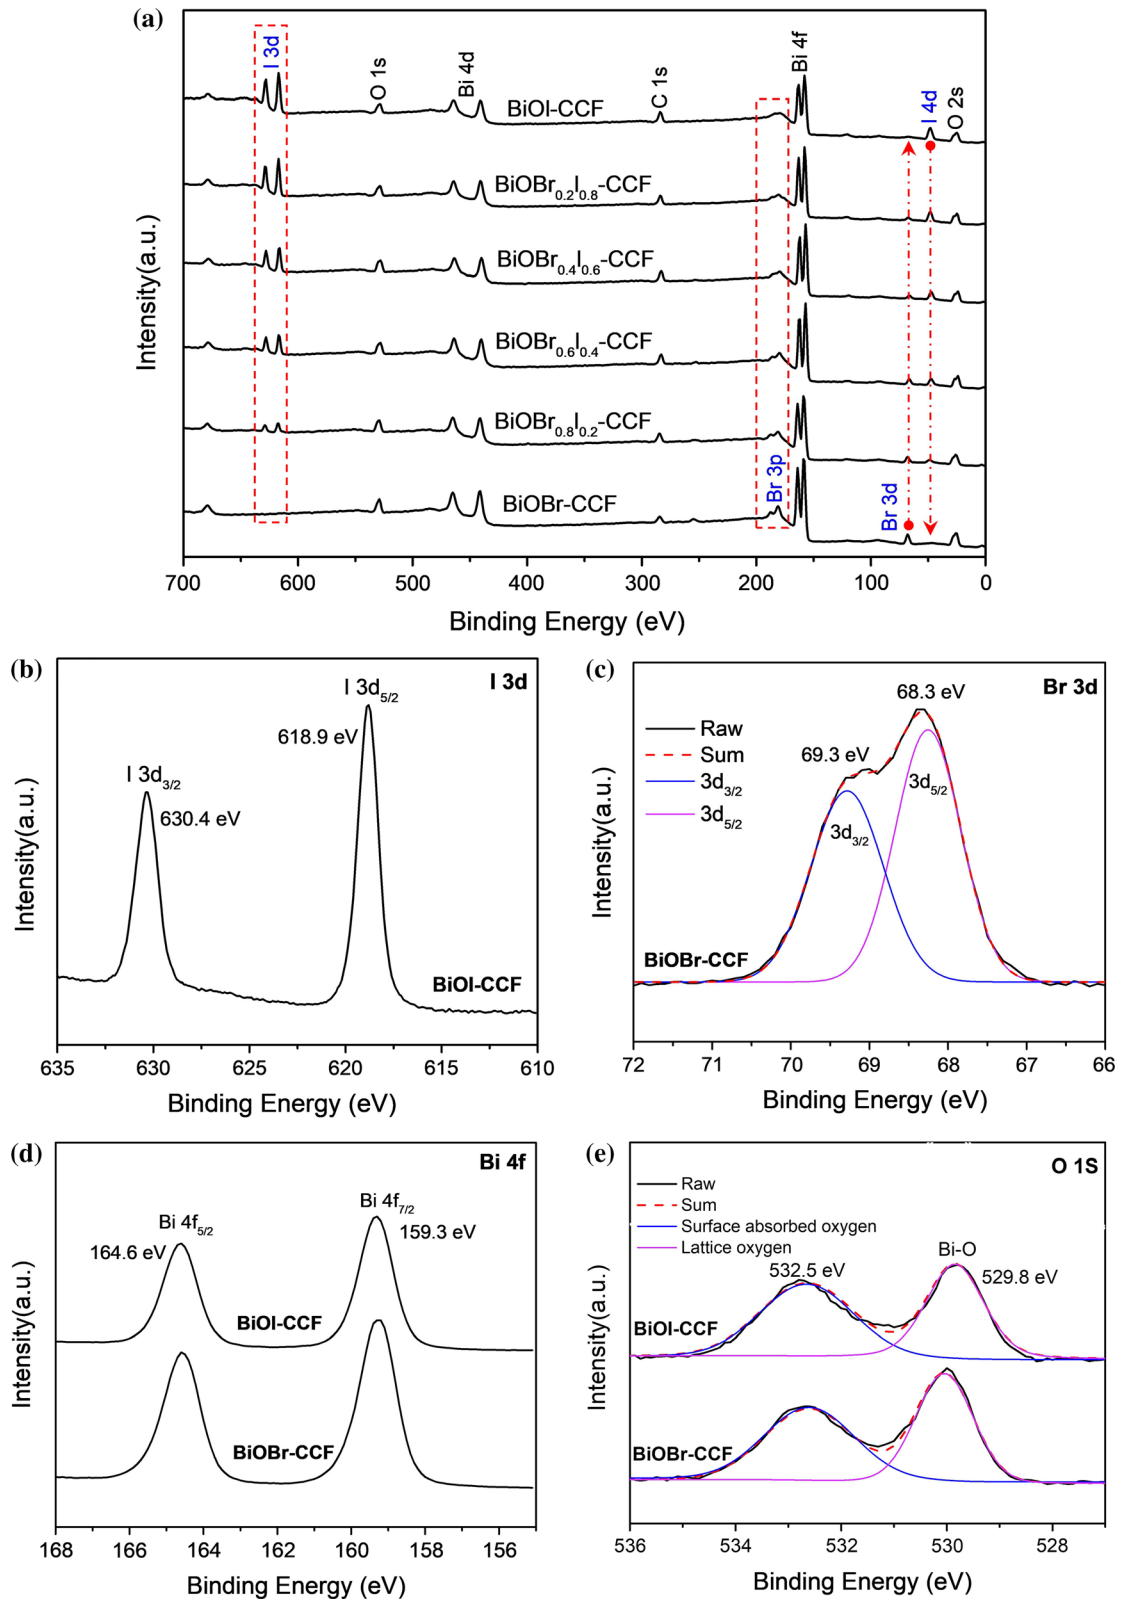 (a)
I 3d
O 1s
Bi 4d
C 1s
Bi 4f
I 4d
O 2s
BiOI-CCF
BiOBr0.2I0.8-CCF
BiOBr0.4I0.6-CCF
BiOBr0.6I0.4-CCF
BiOBr0.8I0.2-CCF
BiOBr-CCF
Br 3p
Br 3d
Intensity(a.u.)
700 600 500 400 300 200 100 0
Binding Energy (eV)
(b)
I 3d
I 3d5/2
618.9 eV
I 3d3/2
630.4 eV
BiOI-CCF
Intensity(a.u.)
635 630 625 620 615 610
Binding Energy (eV)
(c)
Br 3d
68.3 eV
69.3 eV
Raw
Sum
3d3/2
3d5/2
3d5/2
3d3/2
BiOBr-CCF
Intensity(a.u.)
72 71 70 69 68 67 66
Binding Energy (eV)
(d)
Bi 4f
Bi 4f7/2
159.3 eV
Bi 4f5/2
164.6 eV
BiOI-CCF
BiOBr-CCF
Intensity(a.u.)
168 166 164 162 160 158 156
Binding Energy (eV)
(e)
O 1S
Raw
Sum
Surface absorbed oxygen
Lattice oxygen
Bi-O
532.5 eV
529.8 eV
BiOI-CCF
BiOBr-CCF
Intensity(a.u.)
536 534 532 530 528
Binding Energy (eV)